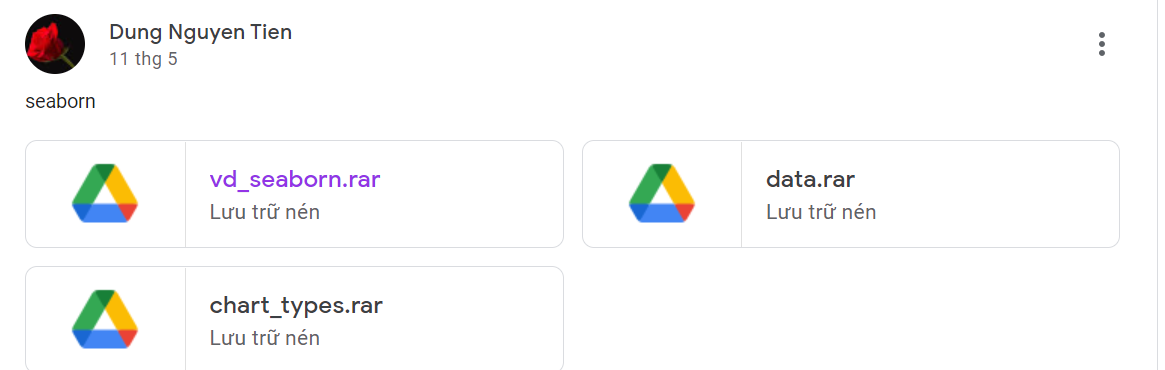 Dung Nguyen Tien
11 thg 5
seaborn
vd_seaborn.rar
Lưu trữ nén
data.rar
Lưu trữ nén
chart_types.rar
Lưu trữ nén